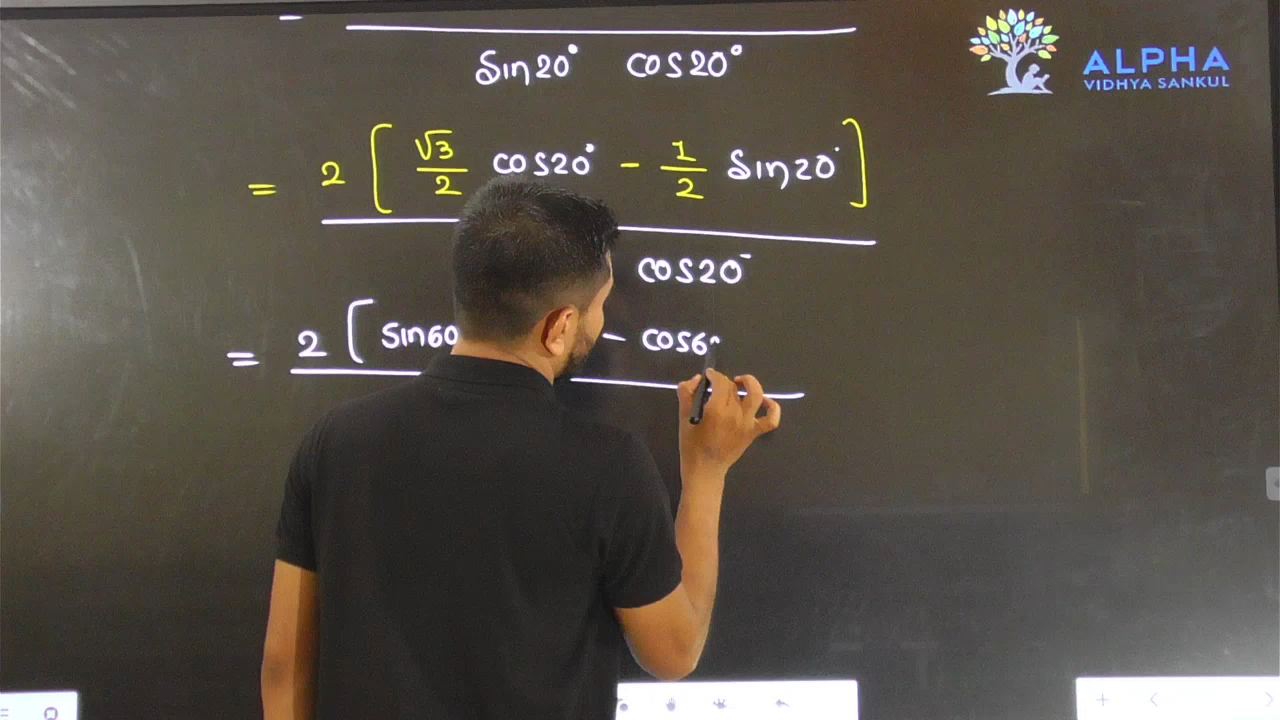 sin20° cos20°
ALPHA
VIDHYA SANKUL
= 2 [ √3/2 cos20° - 1/2 sin20° ]
cos20°
= 2 [ sin60 - cos6